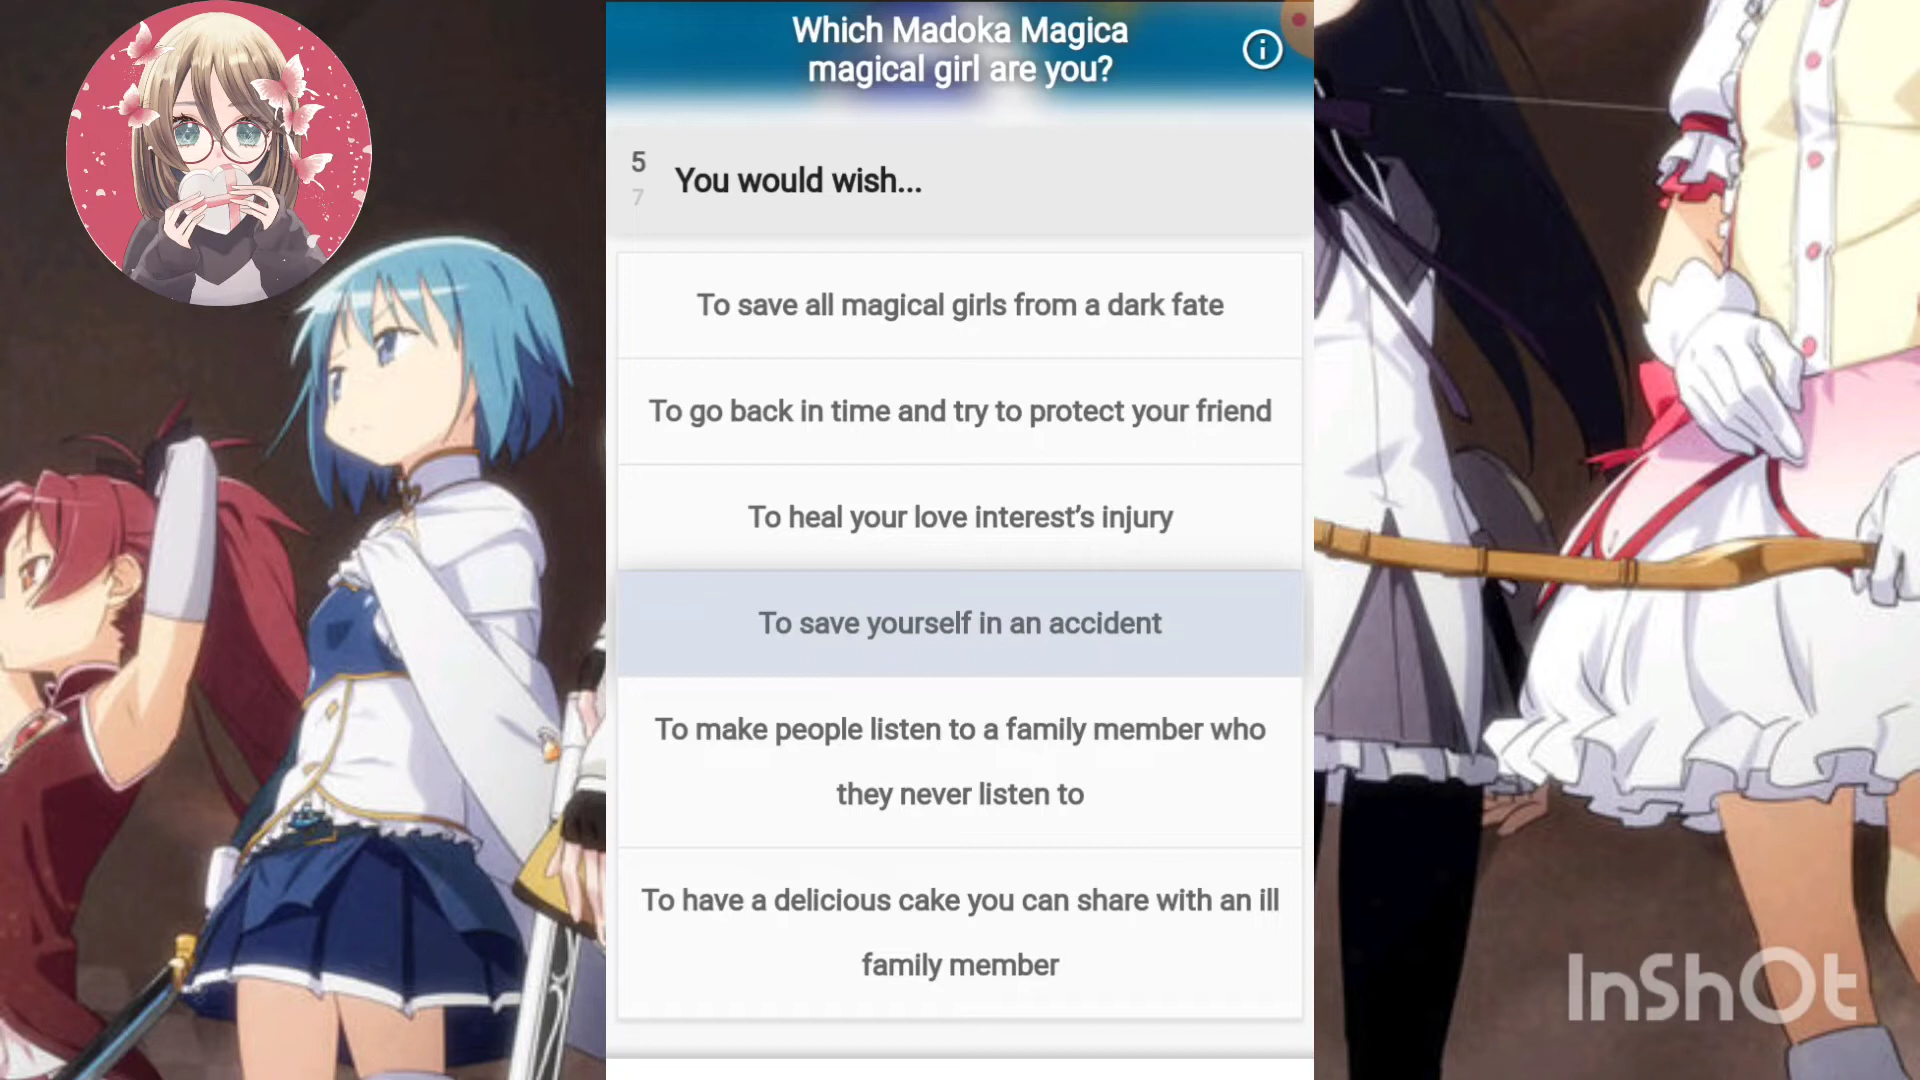 Which Madoka Magica
magical girl are you?
5
7
You would wish...
To save all magical girls from a dark fate
To go back in time and try to protect your friend
To heal your love interest’s injury
To save yourself in an accident
To make people listen to a family member who
they never listen to
To have a delicious cake you can share with an ill
family member
InShOt